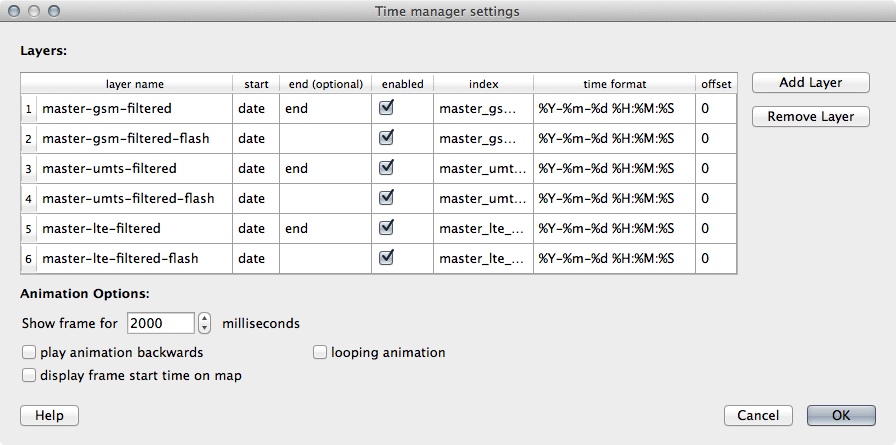 Time manager settings
Layers:
layer name start end (optional) enabled index time format offset
1 master-gsm-filtered date end master_gs... %Y-%m-%d %H:%M:%S 0
2 master-gsm-filtered-flash date master_gs... %Y-%m-%d %H:%M:%S 0
3 master-umts-filtered date end master_umt... %Y-%m-%d %H:%M:%S 0
4 master-umts-filtered-flash date master_umt... %Y-%m-%d %H:%M:%S 0
5 master-lte-filtered date end master_lte_... %Y-%m-%d %H:%M:%S 0
6 master-lte-filtered-flash date master_lte_... %Y-%m-%d %H:%M:%S 0
Add Layer
Remove Layer
Animation Options:
Show frame for 2000 milliseconds
play animation backwards looping animation
display frame start time on map
Help Cancel OK